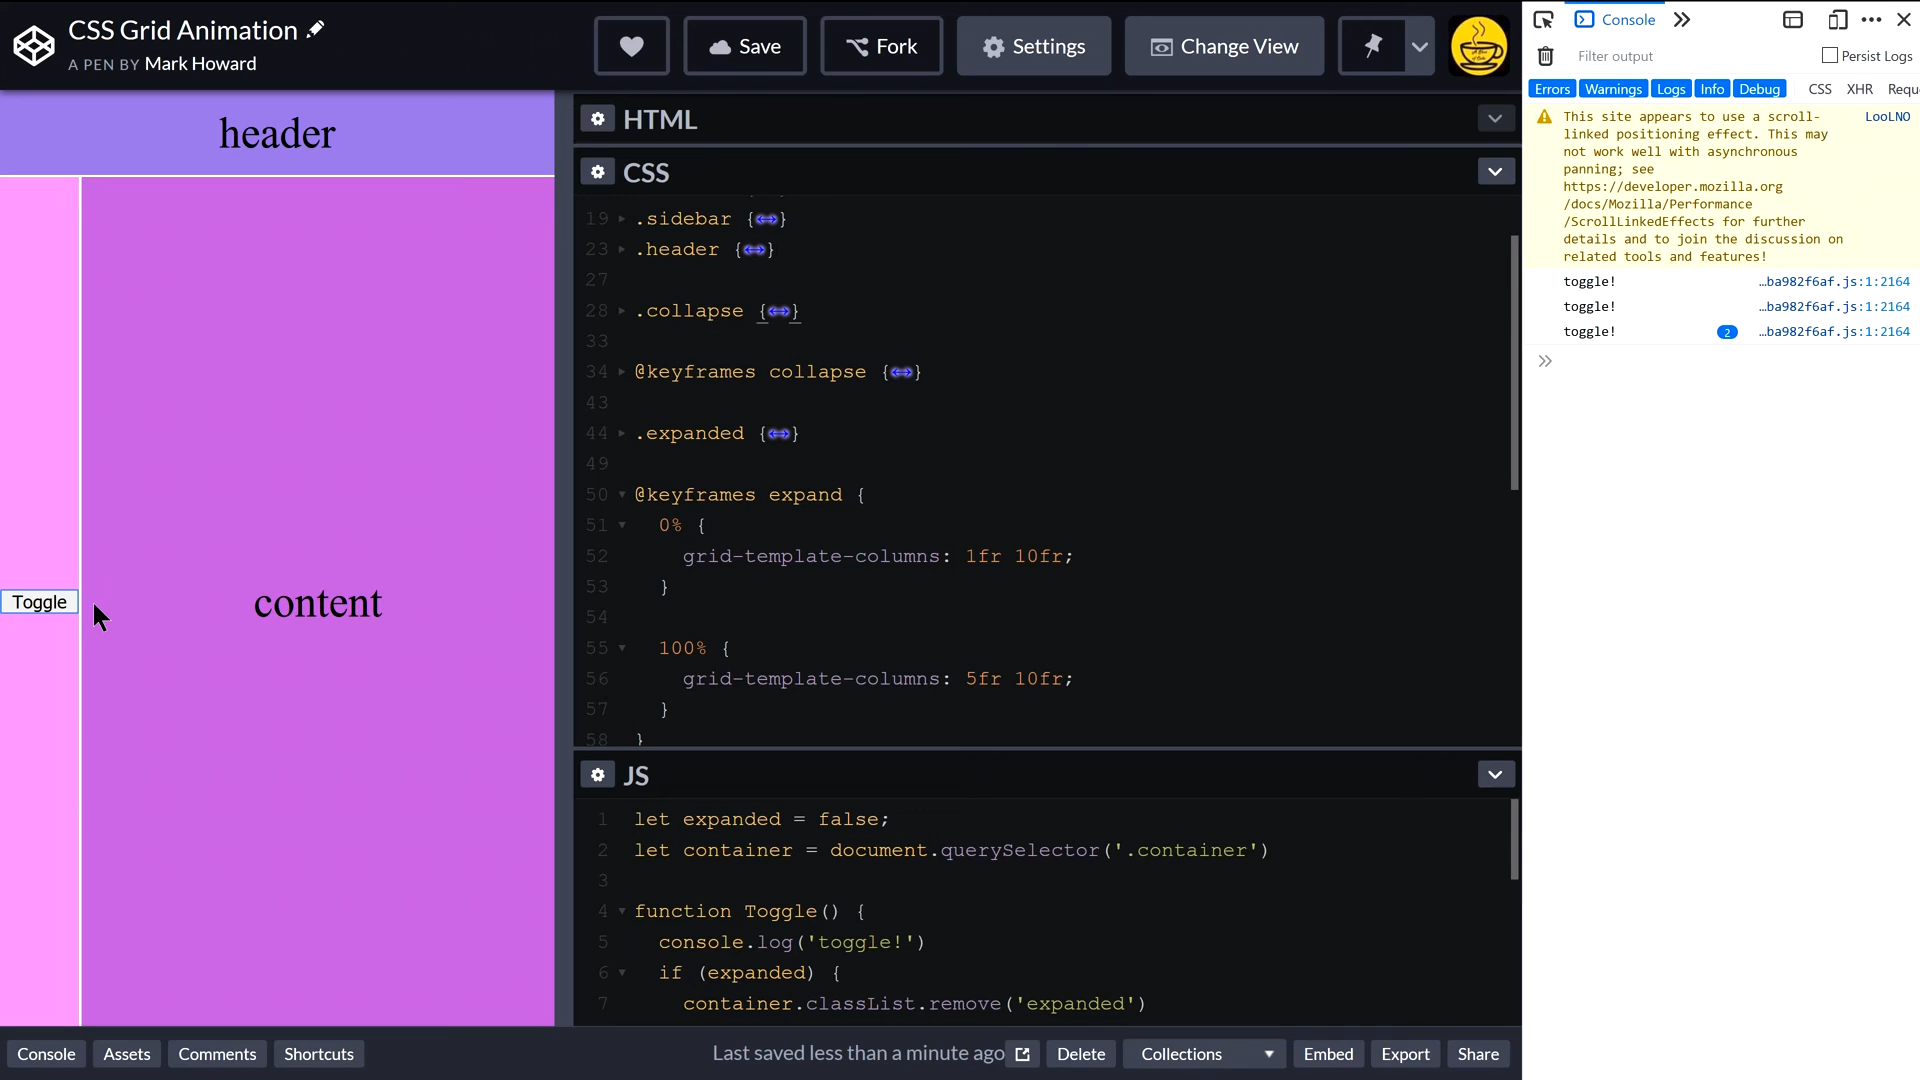 CSS Grid Animation
A PEN BY Mark Howard
Save
Fork
Settings
Change View
header
Toggle
content
HTML
CSS
19 .sidebar {↔}
23 .header {↔}
27
28 .collapse {↔}
33
34 @keyframes collapse {↔}
43
44 .expanded {↔}
49
50 @keyframes expand {
51 0% {
52 grid-template-columns: 1fr 10fr;
53 }
54
55 100% {
56 grid-template-columns: 5fr 10fr;
57 }
58 }
JS
1 let expanded = false;
2 let container = document.querySelector('.container')
3
4 function Toggle() {
5 console.log('toggle!')
6 if (expanded) {
7 container.classList.remove('expanded')
Console
Assets
Comments
Shortcuts
Last saved less than a minute ago
Delete
Collections
Embed
Export
Share
Console
Filter output
Persist Logs
Errors
Warnings
Logs
Info
Debug
CSS
XHR
Requ
This site appears to use a scroll- LooLNO
linked positioning effect. This may
not work well with asynchronous
panning; see
https://developer.mozilla.org
/docs/Mozilla/Performance
/ScrollLinkedEffects for further
details and to join the discussion on
related tools and features!
toggle! …ba982f6af.js:1:2164
toggle! …ba982f6af.js:1:2164
toggle! 2 …ba982f6af.js:1:2164